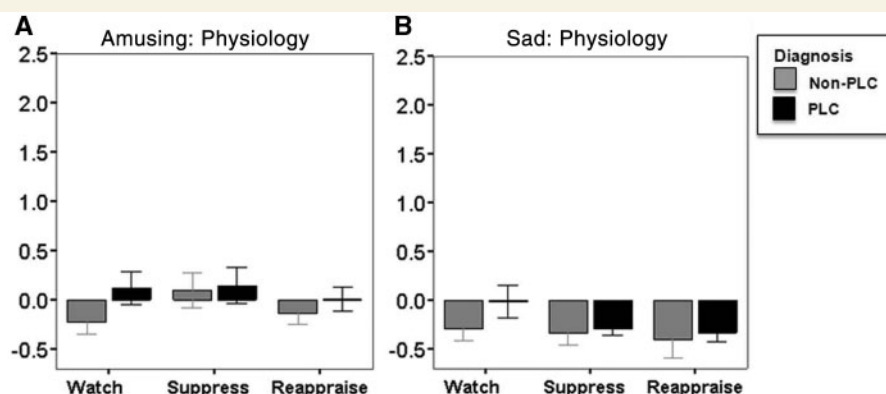 A
Amusing: Physiology
2.5
2.0
1.5
1.0
0.5
0.0
-0.5
Watch Suppress Reappraise
B
Sad: Physiology
2.5
2.0
1.5
1.0
0.5
0.0
-0.5
Watch Suppress Reappraise
Diagnosis
Non-PLC
PLC